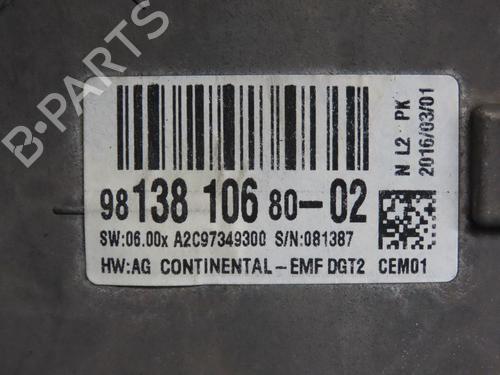 98 138 106 80-02
SW:06.00x A2C97349300 S/N:081387
HW:AG CONTINENTAL-EMF DGT2 CEM01
N L2 PK
2016/03/01
B-PARTS